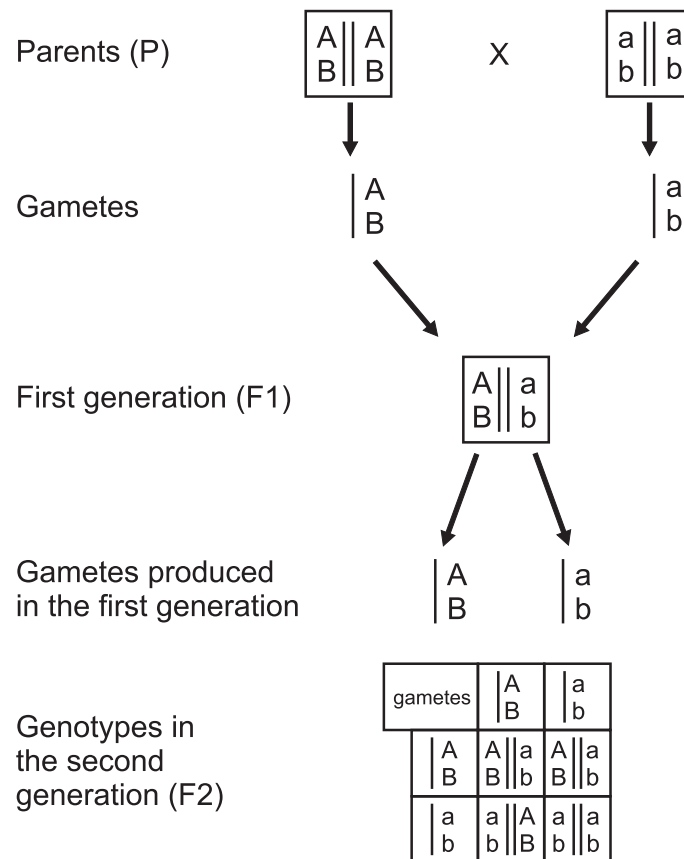 Parents (P)
A A
B B
X
a a
b b
Gametes
A
B
a
b
First generation (F1)
A a
B b
Gametes produced
in the first generation
A
B
a
b
Genotypes in
the second
generation (F2)
gametes
A
B
a
b
A
B
A a
B b
A a
B b
a
b
a A
b B
a a
b b